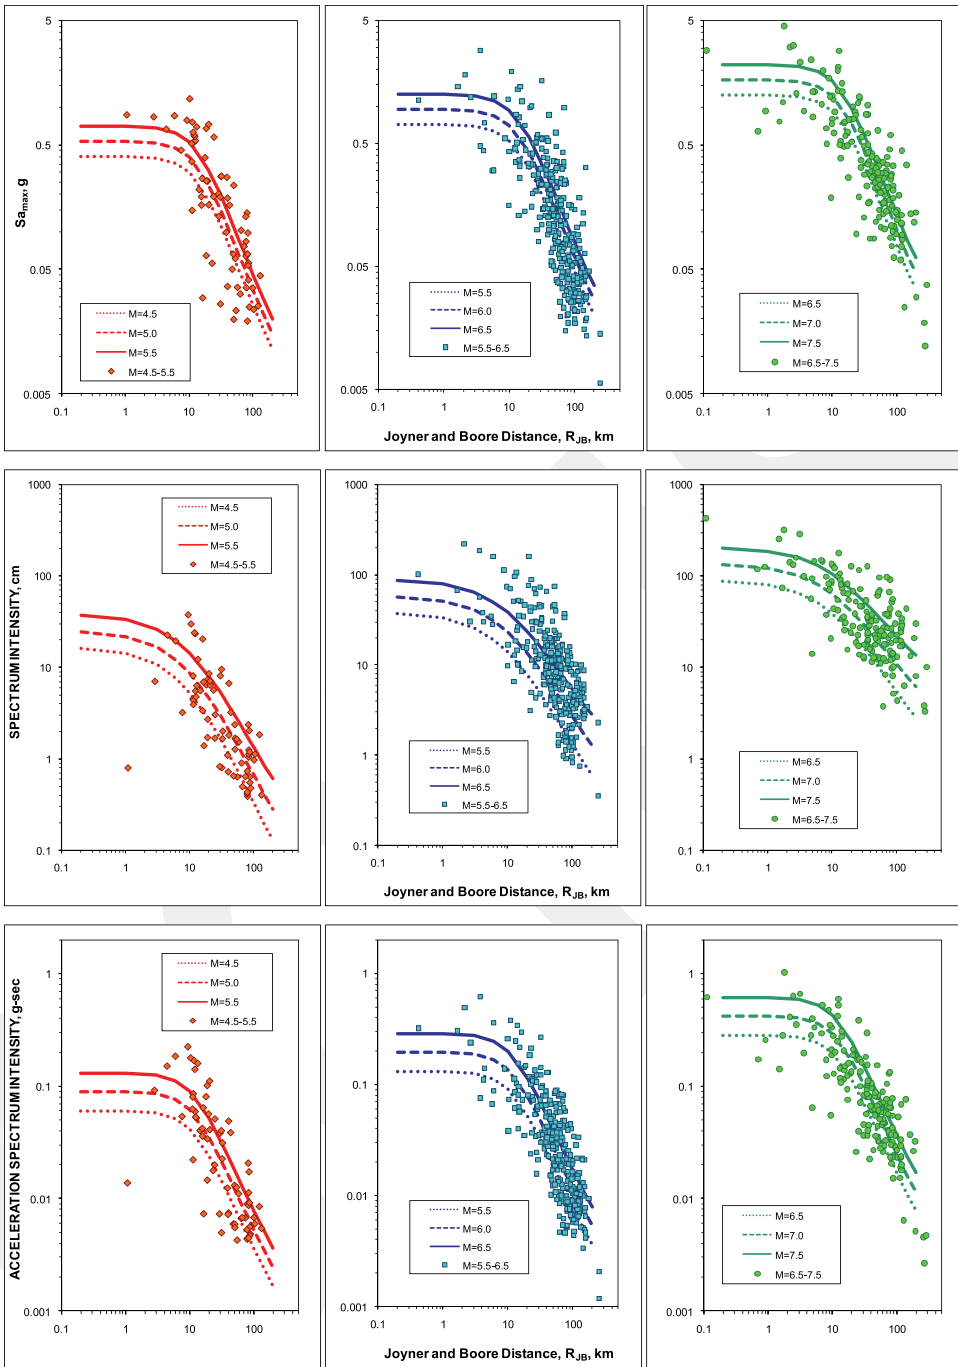 5
0.5
0.05
0.005
0.1
1
10
100
Sa_max, g
M=4.5
M=5.0
M=5.5
M=4.5-5.5
5
0.5
0.05
0.005
0.1
1
10
100
M=5.5
M=6.0
M=6.5
M=5.5-6.5
Joyner and Boore Distance, R_JB, km
5
0.5
0.05
0.005
0.1
1
10
100
M=6.5
M=7.0
M=7.5
M=6.5-7.5
1000
100
10
1
0.1
0.1
1
10
100
SPECTRUM INTENSITY, cm
M=4.5
M=5.0
M=5.5
M=4.5-5.5
1000
100
10
1
0.1
0.1
1
10
100
M=5.5
M=6.0
M=6.5
M=5.5-6.5
Joyner and Boore Distance, R_JB, km
1000
100
10
1
0.1
0.1
1
10
100
M=6.5
M=7.0
M=7.5
M=6.5-7.5
1
0.1
0.01
0.001
0.1
1
10
100
ACCELERATION SPECTRUM INTENSITY, g-sec
M=4.5
M=5.0
M=5.5
M=4.5-5.5
1
0.1
0.01
0.001
0.1
1
10
100
M=5.5
M=6.0
M=6.5
M=5.5-6.5
Joyner and Boore Distance, R_JB, km
1
0.1
0.01
0.001
0.1
1
10
100
M=6.5
M=7.0
M=7.5
M=6.5-7.5